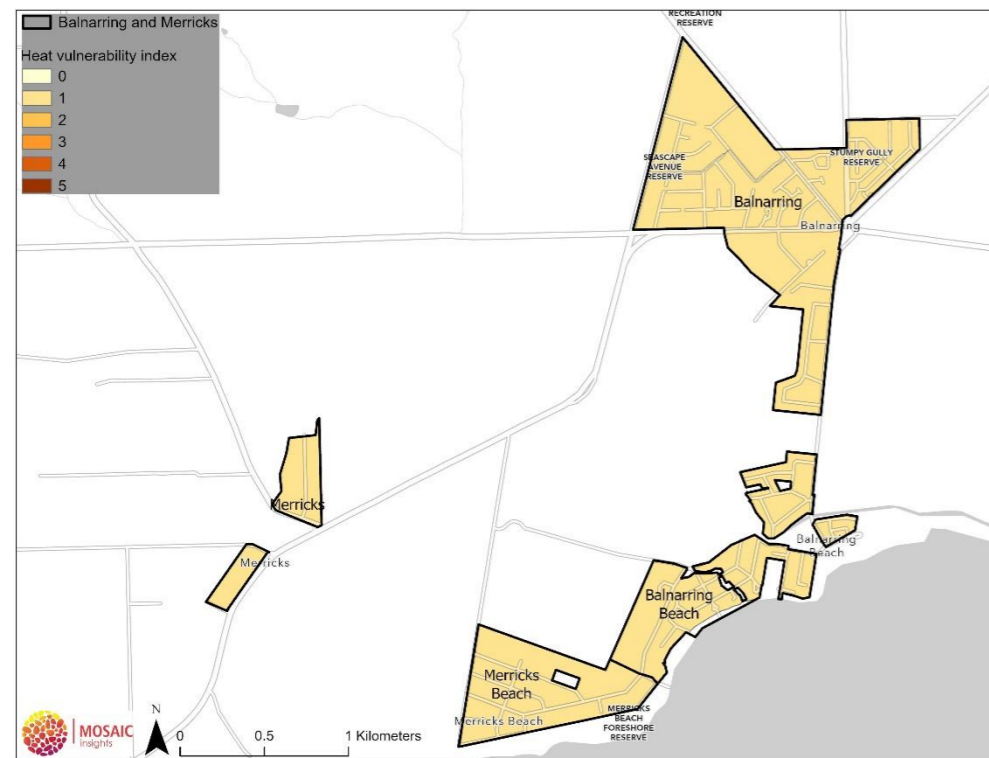 Balnarring and Merricks
Heat vulnerability index
0
1
2
3
4
5
RECREATION
RESERVE
SEASCAPE
AVENUE
RESERVE
STUMPY GULLY
RESERVE
Balnarring
Balnarring
Merricks
Merricks
Balnarring
Beach
Balnarring
Beach
Merricks
Beach
Merricks Beach
MERRICKS
BEACH
FORESHORE
RESERVE
MOSAIC
insights
N
0 0.5 1 Kilometers